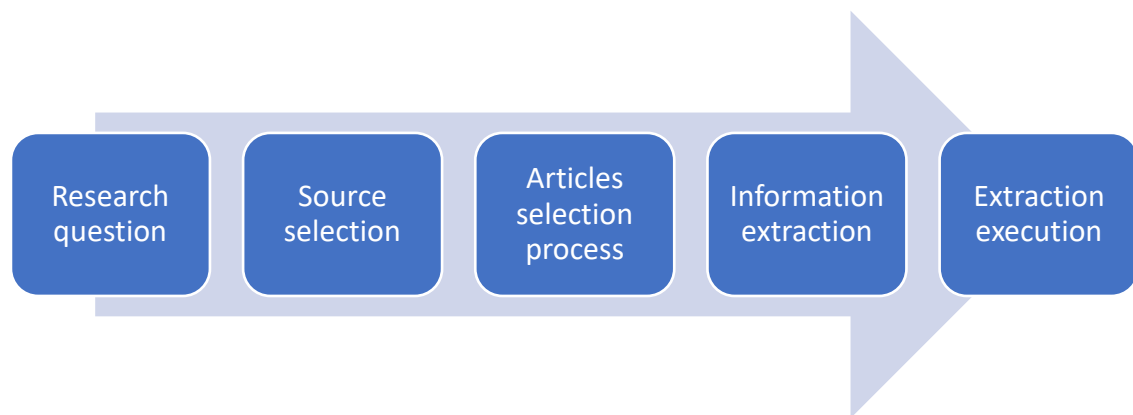 Research
question
Source
selection
Articles
selection
process
Information
extraction
Extraction
execution